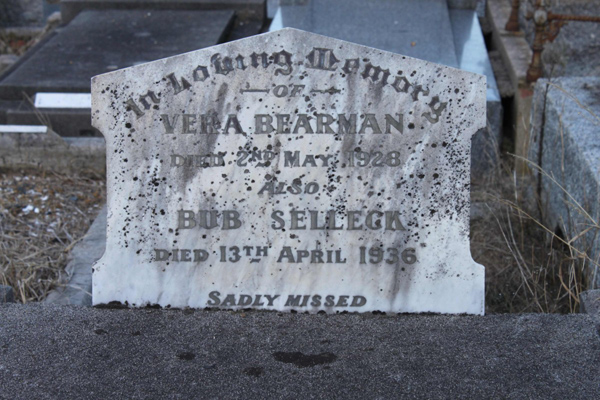 In Loving Memory
OF
VERA BEARMAN
DIED 2ND MAY 1928
ALSO
BUB SELLECK
DIED 13TH APRIL 1936
SADLY MISSED